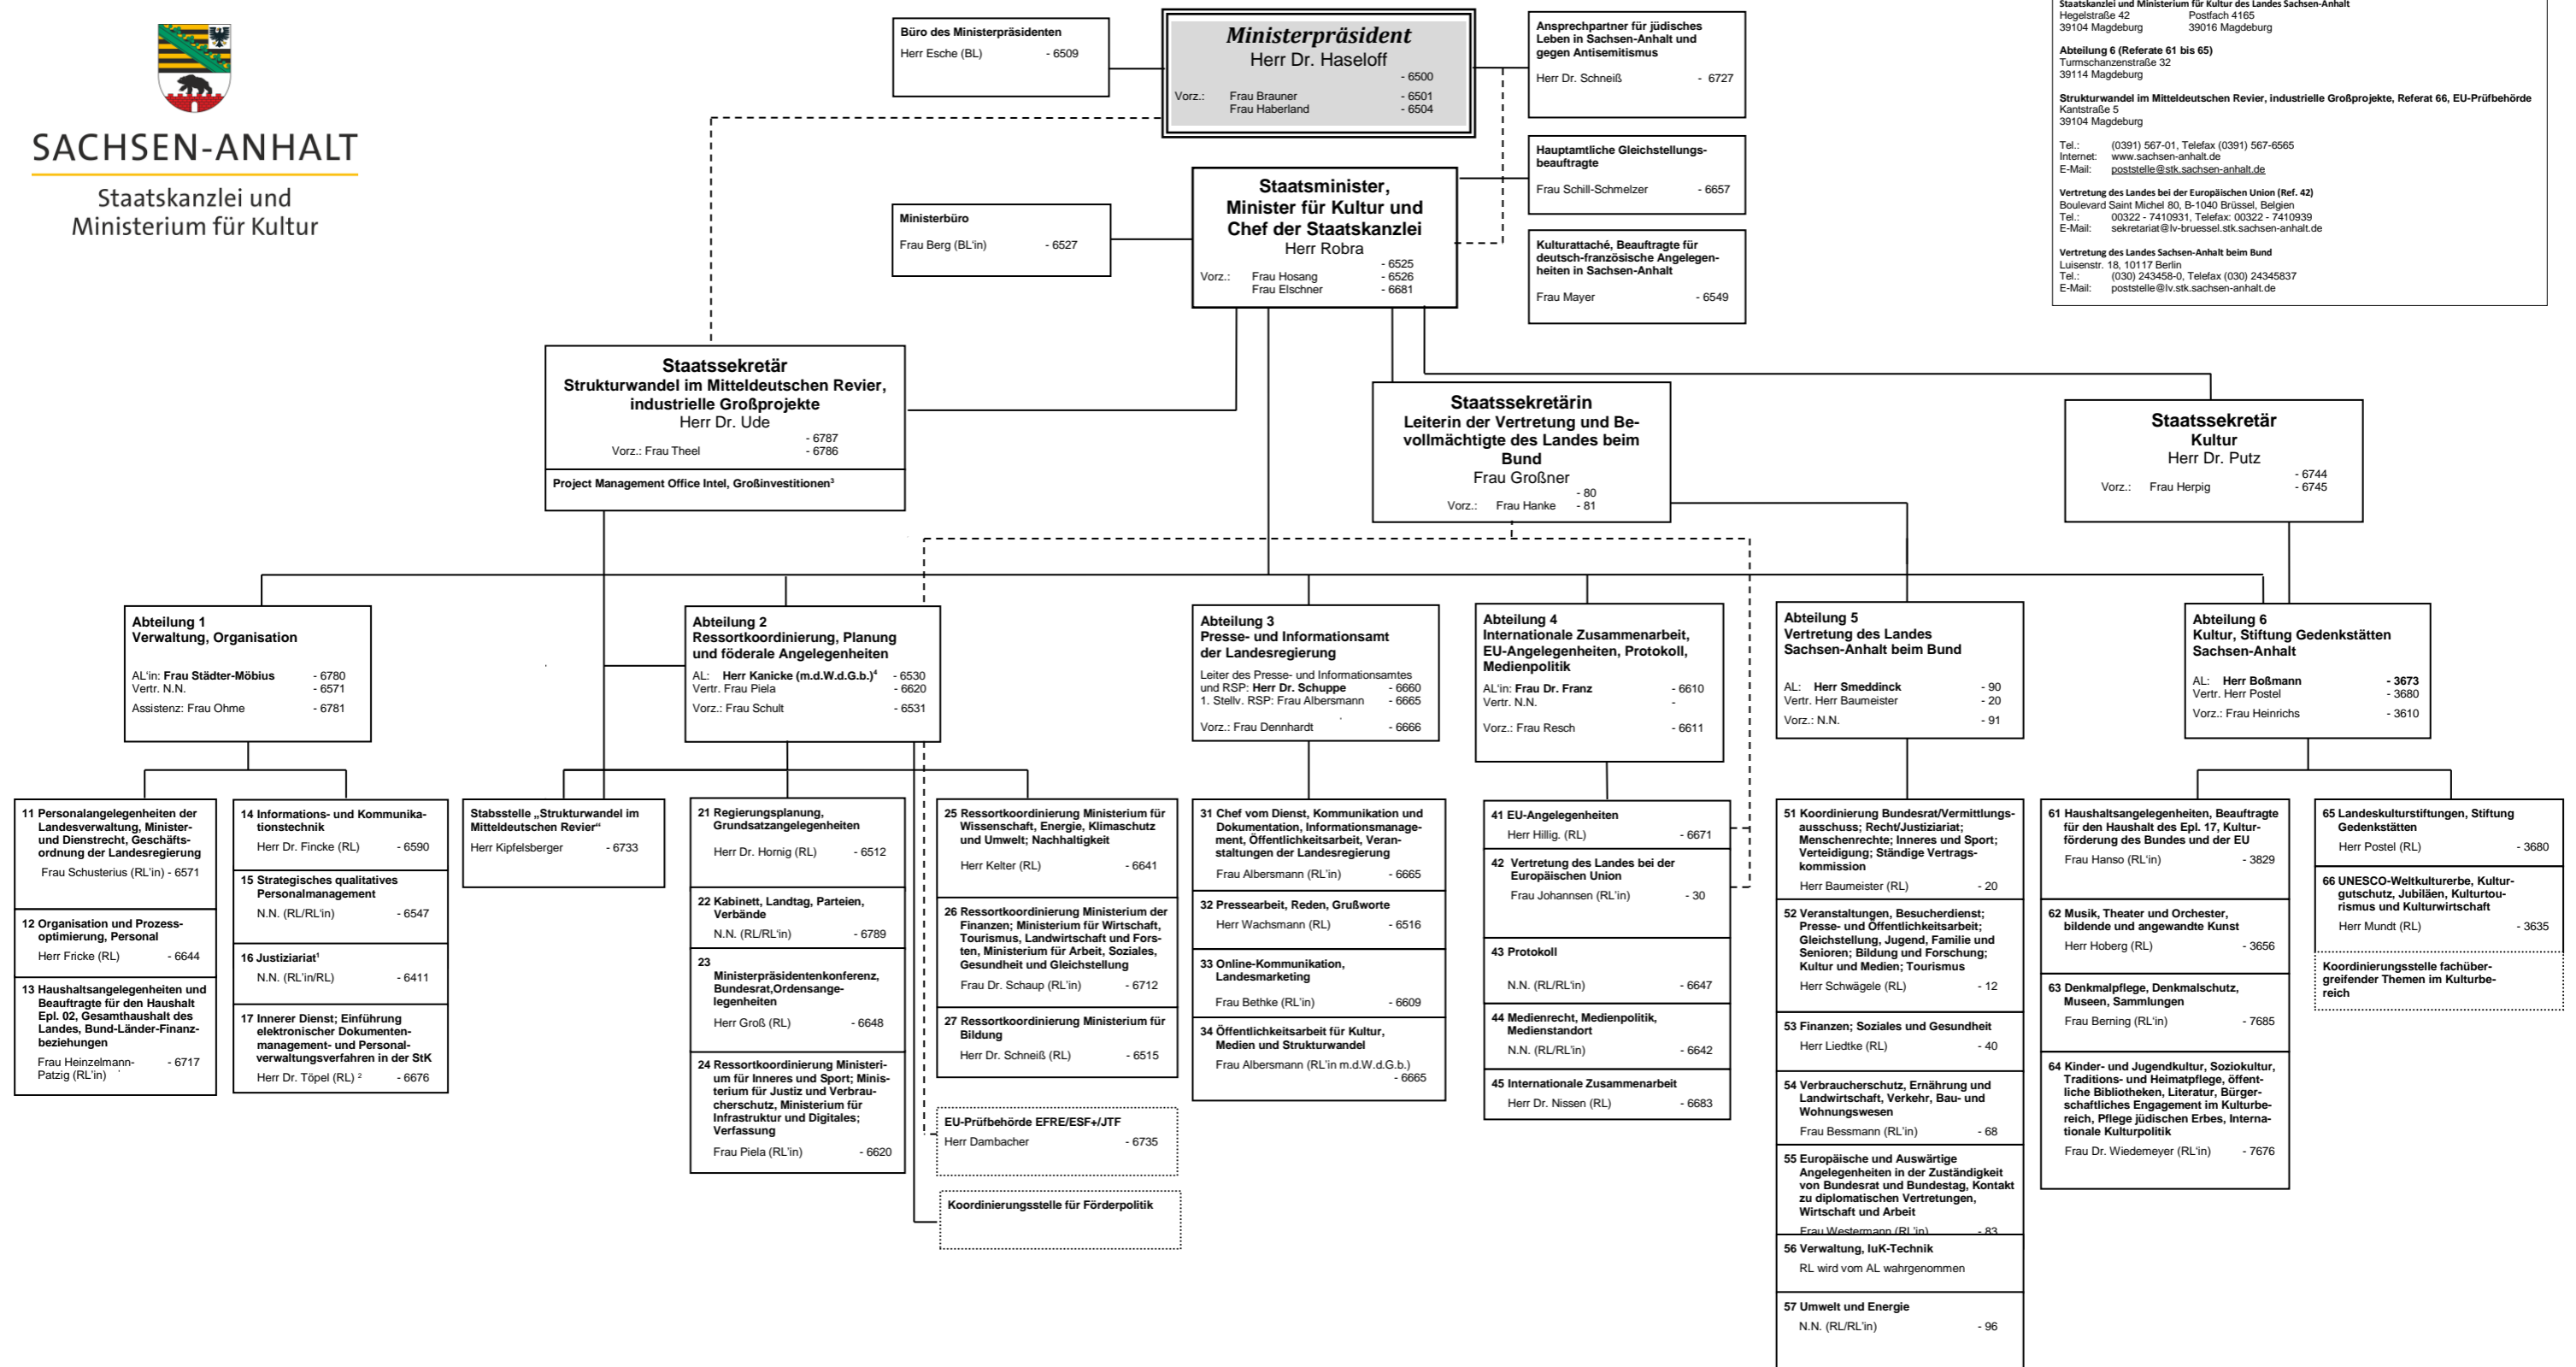 SACHSEN-ANHALT
Staatskanzlei und
Ministerium für Kultur
Büro des Ministerpräsidenten
Herr Esche (BL) - 6509
Ministerpräsident
Herr Dr. Haseloff
- 6500
Vorz.: Frau Brauner - 6501
Frau Haberland - 6504
Ansprechpartner für jüdisches
Leben in Sachsen-Anhalt und
gegen Antisemitismus
Herr Dr. Schneiß - 6727
Hauptamtliche Gleichstellungs-
beauftragte
Frau Schill-Schmelzer - 6657
Kulturattaché, Beauftragte für
deutsch-französische Angelegen-
heiten in Sachsen-Anhalt
Frau Mayer - 6549
Ministerbüro
Frau Berg (BL'in) - 6527
Staatsminister,
Minister für Kultur und
Chef der Staatskanzlei
Herr Robra
- 6525
Vorz.: Frau Hosang - 6526
Frau Elschner - 6681
Staatskanzlei und Ministerium für Kultur des Landes Sachsen-Anhalt
Hegelstraße 42 Postfach 4165
39104 Magdeburg 39016 Magdeburg
Abteilung 6 (Referate 61 bis 65)
Turmschanzenstraße 32
39114 Magdeburg
Strukturwandel im Mitteldeutschen Revier, industrielle Großprojekte, Referat 66, EU-Prüfbehörde
Kantstraße 5
39104 Magdeburg
Tel.: (0391) 567-01, Telefax (0391) 567-6565
Internet: www.sachsen-anhalt.de
E-Mail: poststelle@stk.sachsen-anhalt.de
Vertretung des Landes bei der Europäischen Union (Ref. 42)
Boulevard Saint Michel 80, B-1040 Brüssel, Belgien
Tel.: 00322 - 7410931, Telefax: 00322 - 7410939
E-Mail: sekretariat@lv-bruessel.stk.sachsen-anhalt.de
Vertretung des Landes Sachsen-Anhalt beim Bund
Luisenstr. 18, 10117 Berlin
Tel.: (030) 243458-0, Telefax (030) 24345837
E-Mail: poststelle@lv.stk.sachsen-anhalt.de
Staatssekretär
Strukturwandel im Mitteldeutschen Revier,
industrielle Großprojekte
Herr Dr. Ude
- 6787
Vorz.: Frau Theel - 6786
Project Management Office Intel, Großinvestitionen³
Staatssekretärin
Leiterin der Vertretung und Be-
vollmächtigte des Landes beim
Bund
Frau Großner
- 80
Vorz.: Frau Hanke - 81
Staatssekretär
Kultur
Herr Dr. Putz
- 6744
Vorz.: Frau Herpig - 6745
Abteilung 1
Verwaltung, Organisation
AL'in: Frau Städter-Möbius - 6780
Vertr. N.N. - 6571
Assistenz: Frau Ohme - 6781
Abteilung 2
Ressortkoordinierung, Planung
und föderale Angelegenheiten
AL: Herr Kanicke (m.d.W.d.G.b.)⁴ - 6530
Vertr. Frau Piela - 6620
Vorz.: Frau Schult - 6531
Abteilung 3
Presse- und Informationsamt
der Landesregierung
Leiter des Presse- und Informationsamtes
und RSP: Herr Dr. Schuppe - 6660
1. Stellv. RSP: Frau Albersmann - 6665
Vorz.: Frau Dennhardt - 6666
Abteilung 4
Internationale Zusammenarbeit,
EU-Angelegenheiten, Protokoll,
Medienpolitik
AL'in: Frau Dr. Franz - 6610
Vertr. N.N. -
Vorz.: Frau Resch - 6611
Abteilung 5
Vertretung des Landes
Sachsen-Anhalt beim Bund
AL: Herr Smeddinck - 90
Vertr. Herr Baumeister - 20
Vorz.: N.N. - 91
Abteilung 6
Kultur, Stiftung Gedenkstätten
Sachsen-Anhalt
AL: Herr Boßmann - 3673
Vertr. Herr Postel - 3680
Vorz.: Frau Heinrichs - 3610
11 Personalangelegenheiten der
Landesverwaltung, Minister-
und Dienstrecht, Geschäfts-
ordnung der Landesregierung
Frau Schusterius (RL'in) - 6571
12 Organisation und Prozess-
optimierung, Personal
Herr Fricke (RL) - 6644
13 Haushaltsangelegenheiten und
Beauftragte für den Haushalt
Epl. 02, Gesamthaushalt des
Landes, Bund-Länder-Finanz-
beziehungen
Frau Heinzelmann- - 6717
Patzig (RL'in)
14 Informations- und Kommunika-
tionstechnik
Herr Dr. Fincke (RL) - 6590
15 Strategisches qualitatives
Personalmanagement
N.N. (RL/RL'in) - 6547
16 Justiziariat¹
N.N. (RL'in/RL) - 6411
17 Innerer Dienst; Einführung
elektronischer Dokumenten-
management- und Personal-
verwaltungsverfahren in der StK
Herr Dr. Töpel (RL) ² - 6676
Stabsstelle „Strukturwandel im
Mitteldeutschen Revier“
Herr Kipfelsberger - 6733
21 Regierungsplanung,
Grundsatzangelegenheiten
Herr Dr. Hornig (RL) - 6512
22 Kabinett, Landtag, Parteien,
Verbände
N.N. (RL/RL'in) - 6789
23
Ministerpräsidentenkonferenz,
Bundesrat,Ordensange-
legenheiten
Herr Groß (RL) - 6648
24 Ressortkoordinierung Ministeri-
um für Inneres und Sport; Minis-
terium für Justiz und Verbrau-
cherschutz, Ministerium für
Infrastruktur und Digitales;
Verfassung
Frau Piela (RL'in) - 6620
25 Ressortkoordinierung Ministerium für
Wissenschaft, Energie, Klimaschutz
und Umwelt; Nachhaltigkeit
Herr Kelter (RL) - 6641
26 Ressortkoordinierung Ministerium der
Finanzen; Ministerium für Wirtschaft,
Tourismus, Landwirtschaft und Fors-
ten, Ministerium für Arbeit, Soziales,
Gesundheit und Gleichstellung
Frau Dr. Schaup (RL'in) - 6712
27 Ressortkoordinierung Ministerium für
Bildung
Herr Dr. Schneiß (RL) - 6515
EU-Prüfbehörde EFRE/ESF+/JTF
Herr Dambacher - 6735
Koordinierungsstelle für Förderpolitik
31 Chef vom Dienst, Kommunikation und
Dokumentation, Informationsmanage-
ment, Öffentlichkeitsarbeit, Veran-
staltungen der Landesregierung
Frau Albersmann (RL'in) - 6665
32 Pressearbeit, Reden, Grußworte
Herr Wachsmann (RL) - 6516
33 Online-Kommunikation,
Landesmarketing
Frau Bethke (RL'in) - 6609
34 Öffentlichkeitsarbeit für Kultur,
Medien und Strukturwandel
Frau Albersmann (RL'in m.d.W.d.G.b.)
- 6665
41 EU-Angelegenheiten
Herr Hillig. (RL) - 6671
42 Vertretung des Landes bei der
Europäischen Union
Frau Johannsen (RL'in) - 30
43 Protokoll
N.N. (RL/RL'in) - 6647
44 Medienrecht, Medienpolitik,
Medienstandort
N.N. (RL/RL'in) - 6642
45 Internationale Zusammenarbeit
Herr Dr. Nissen (RL) - 6683
51 Koordinierung Bundesrat/Vermittlungs-
ausschuss; Recht/Justiziariat;
Menschenrechte; Inneres und Sport;
Verteidigung; Ständige Vertrags-
kommission
Herr Baumeister (RL) - 20
52 Veranstaltungen, Besucherdienst;
Presse- und Öffentlichkeitsarbeit;
Gleichstellung, Jugend, Familie und
Senioren; Bildung und Forschung;
Kultur und Medien; Tourismus
Herr Schwägele (RL) - 12
53 Finanzen; Soziales und Gesundheit
Herr Liedtke (RL) - 40
54 Verbraucherschutz, Ernährung und
Landwirtschaft, Verkehr, Bau- und
Wohnungswesen
Frau Bessmann (RL'in) - 68
55 Europäische und Auswärtige
Angelegenheiten in der Zuständigkeit
von Bundesrat und Bundestag, Kontakt
zu diplomatischen Vertretungen,
Wirtschaft und Arbeit
Frau Westermann (RL'in) - 83
56 Verwaltung, IuK-Technik
RL wird vom AL wahrgenommen
57 Umwelt und Energie
N.N. (RL/RL'in) - 96
61 Haushaltsangelegenheiten, Beauftragte
für den Haushalt des Epl. 17, Kultur-
förderung des Bundes und der EU
Frau Hanso (RL'in) - 3829
62 Musik, Theater und Orchester,
bildende und angewandte Kunst
Herr Hoberg (RL) - 3656
63 Denkmalpflege, Denkmalschutz,
Museen, Sammlungen
Frau Berning (RL'in) - 7685
64 Kinder- und Jugendkultur, Soziokultur,
Traditions- und Heimatpflege, öffent-
liche Bibliotheken, Literatur, Bürger-
schaftliches Engagement im Kulturbe-
reich, Pflege jüdischen Erbes, Interna-
tionale Kulturpolitik
Frau Dr. Wiedemeyer (RL'in) - 7676
65 Landeskulturstiftungen, Stiftung
Gedenkstätten
Herr Postel (RL) - 3680
66 UNESCO-Weltkulturerbe, Kultur-
gutschutz, Jubiläen, Kulturtou-
rismus und Kulturwirtschaft
Herr Mundt (RL) - 3635
Koordinierungsstelle fachüber-
greifender Themen im Kulturbe-
reich